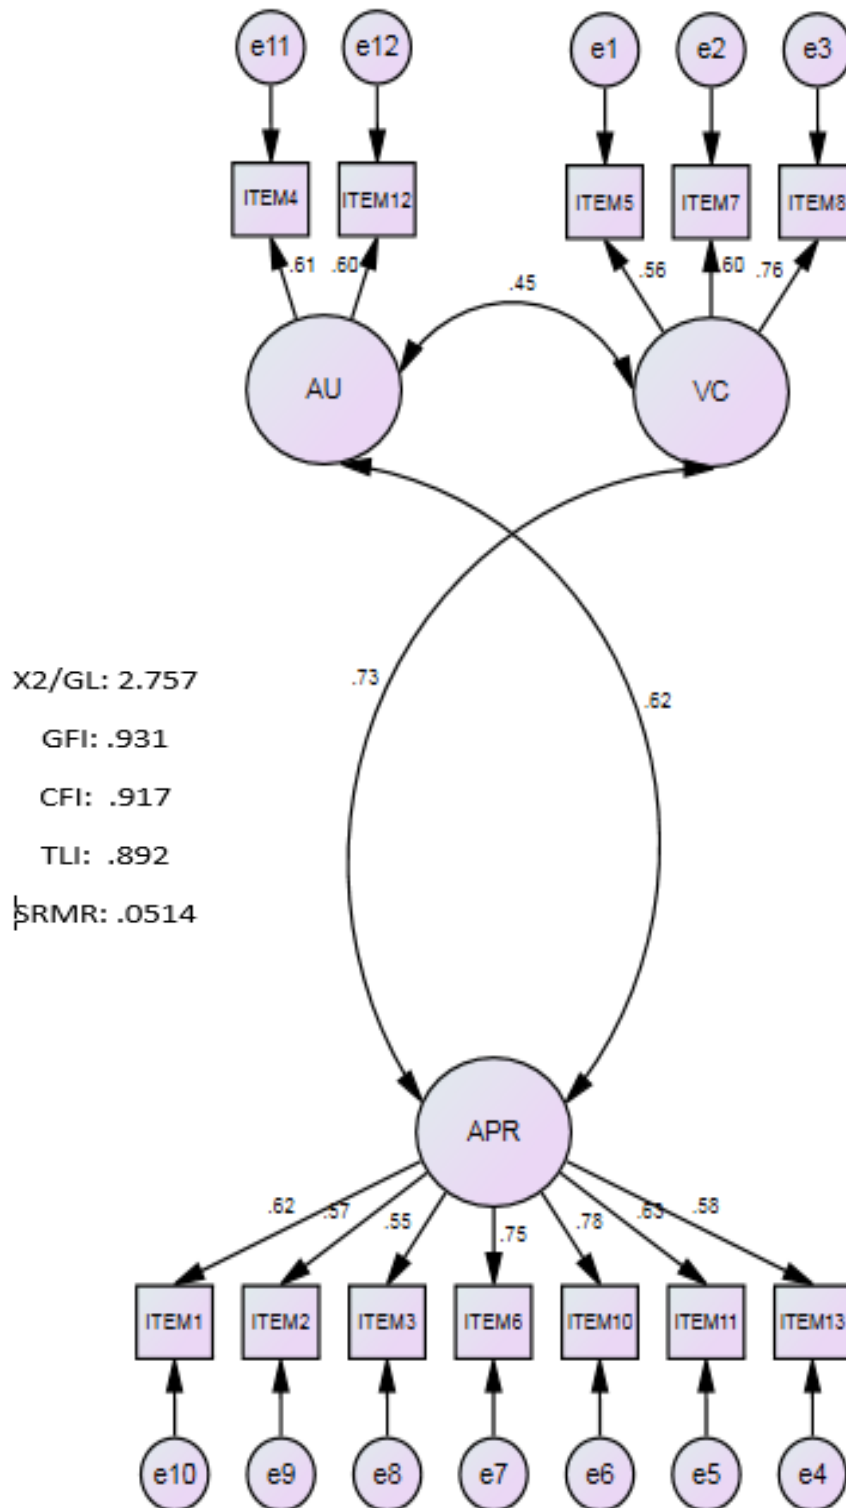 e11 e12 e1 e2 e3
ITEM4 ITEM12 ITEM5 ITEM7 ITEM8
.61 .60 .56 .60 .76
.45
AU VC
.73 .62
X2/GL: 2.757
GFI: .931
CFI: .917
TLI: .892
SRMR: .0514
APR
.62 .57 .55 .75 .78 .63 .58
ITEM1 ITEM2 ITEM3 ITEM6 ITEM10 ITEM11 ITEM13
e10 e9 e8 e7 e6 e5 e4